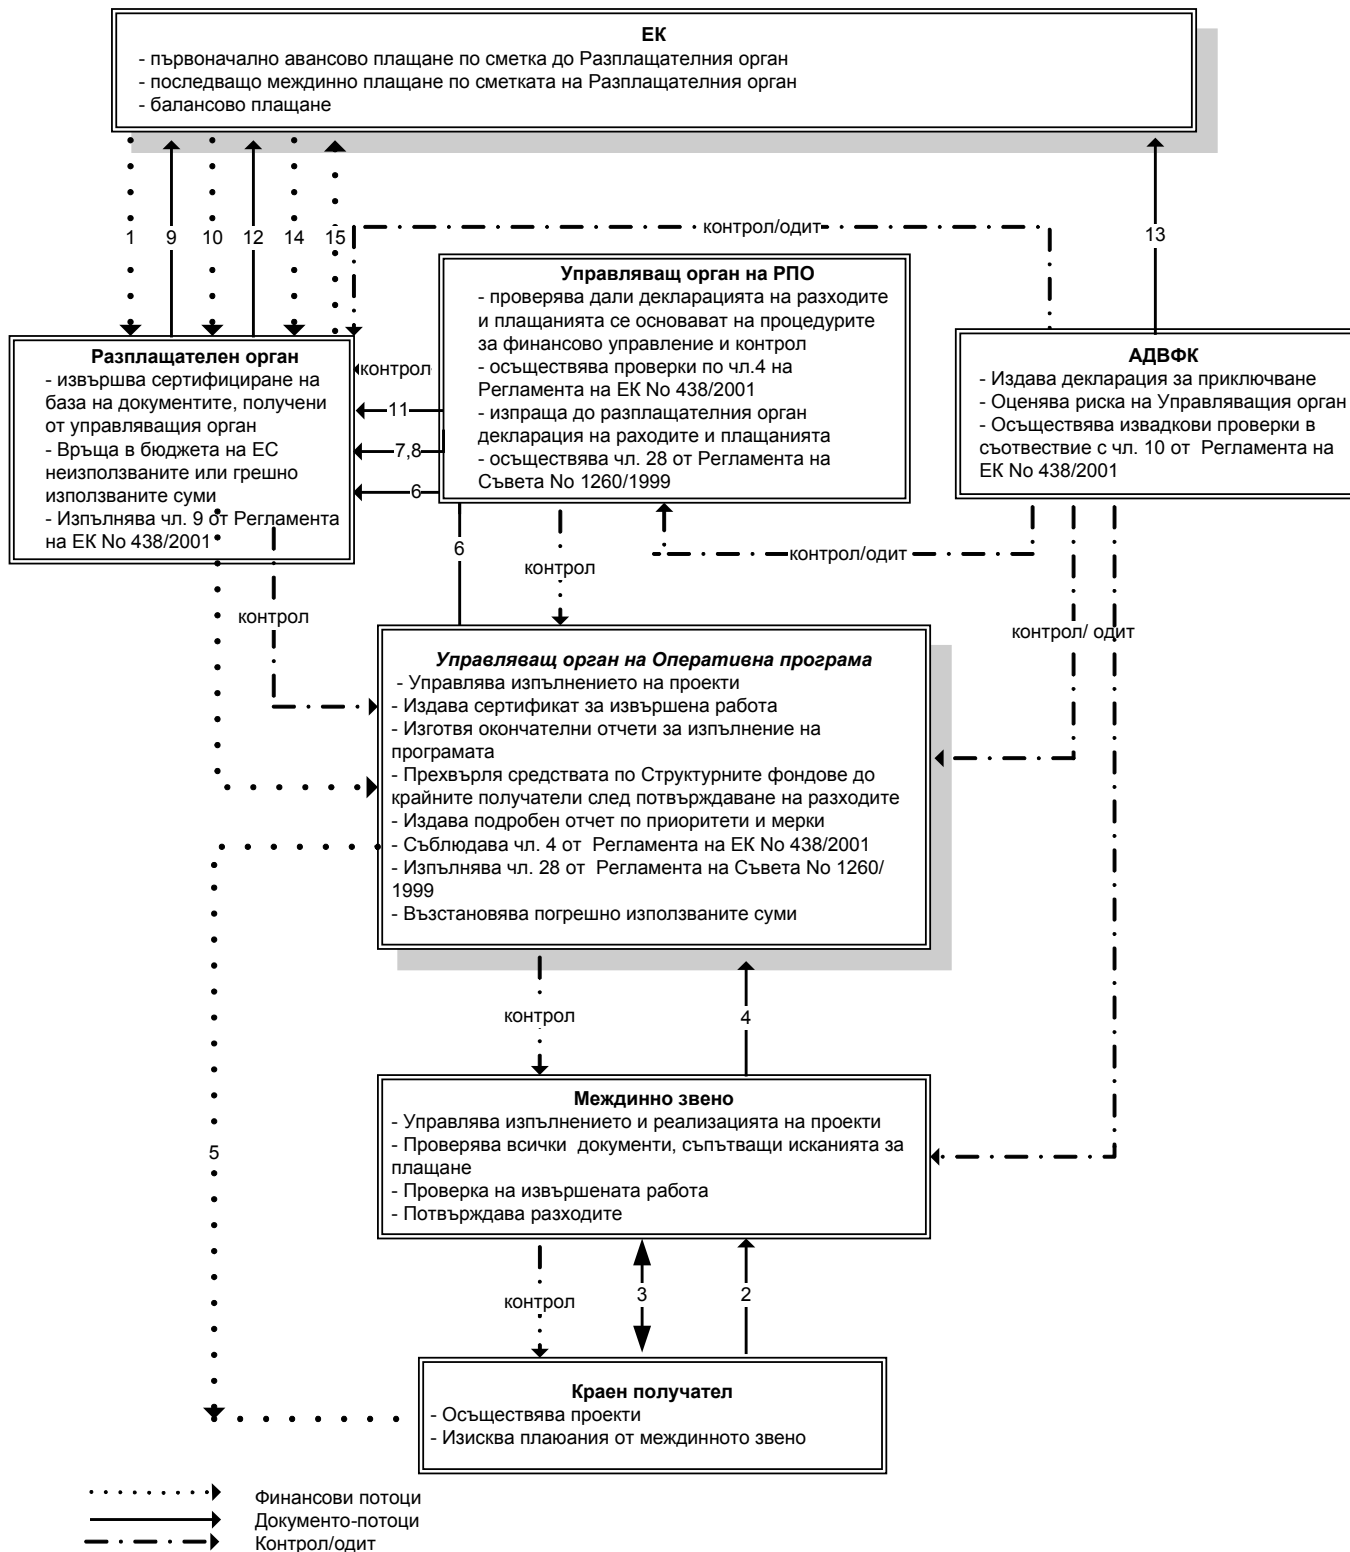 ЕК
- първоначално авансово плащане по сметка до Разплащателния орган
- последващо междинно плащане по сметката на Разплащателния орган
- балансово плащане
1
9
10
12
14
15
контрол/одит
13
Управляващ орган на РПО
- проверява дали декларацията на разходите
и плащанията се основават на процедурите
за финансово управление и контрол
- осъществява проверки по чл.4 на
Регламента на ЕК No 438/2001
- изпраща до разплащателния орган
декларация на раходите и плащанията
- осъществява чл. 28 от Регламента на
Съвета No 1260/1999
Разплащателен орган
- извършва сертифициране на
база на документите, получени
от управляващия орган
- Връща в бюджета на ЕС
неизползваните или грешно
използваните суми
- Изпълнява чл. 9 от Регламента
на ЕК No 438/2001
контрол
11
7,8
6
АДВФК
- Издава декларация за приключване
- Оценява риска на Управляващия орган
- Осъществява извадкови проверки в
съотвествие с чл. 10 от Регламента на
ЕК No 438/2001
6
контрол
контрол/одит
контрол
контрол/ одит
Управляващ орган на Оперативна програма
- Управлява изпълнението на проекти
- Издава сертификат за извършена работа
- Изготвя окончателни отчети за изпълнение на
програмата
- Прехвърля средствата по Структурните фондове до
крайните получатели след потвърждаване на разходите
- Издава подробен отчет по приоритети и мерки
- Съблюдава чл. 4 от Регламента на ЕК No 438/2001
- Изпълнява чл. 28 от Регламента на Съвета No 1260/
1999
- Възстановява погрешно използваните суми
контрол
4
Междинно звено
- Управлява изпълнението и реализацията на проекти
- Проверява всички документи, съпътващи исканията за
плащане
- Проверка на извършената работа
- Потвърждава разходите
5
контрол
3
2
Краен получател
- Осъществява проекти
- Изисква плаюания от междинното звено
Финансови потоци
Документо-потоци
Контрол/одит